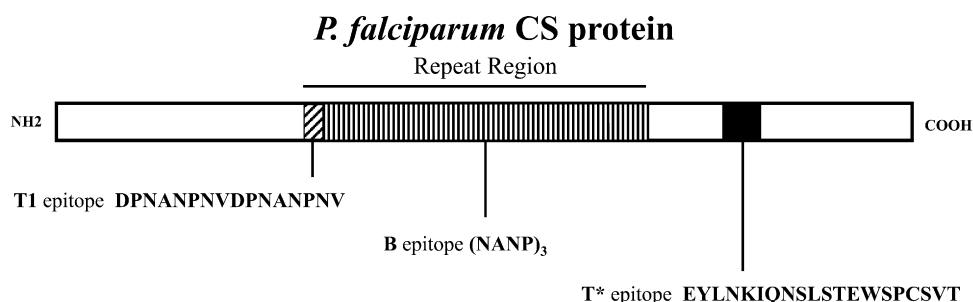 P. falciparum CS protein
Repeat Region
NH2
COOH
T1 epitope DPNANPNVDPNANPNV
B epitope (NANP)3
T* epitope EYLNKIQNSLSTEWSPCSVT